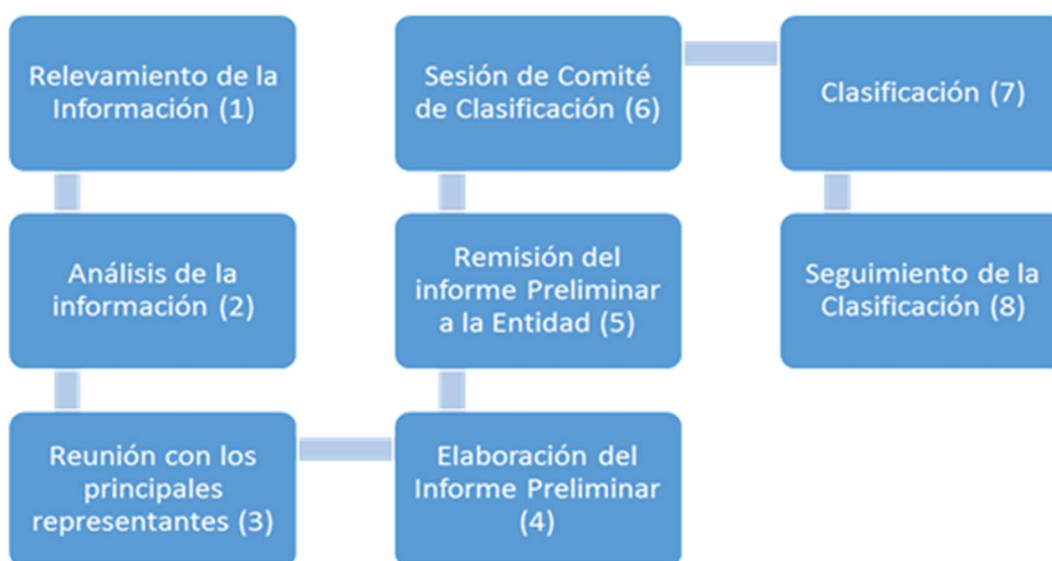 Relevamiento de la
Información (1)
Análisis de la
información (2)
Reunión con los
principales
representantes (3)
Elaboración del
Informe Preliminar
(4)
Remisión del
informe Preliminar
a la Entidad (5)
Sesión de Comité
de Clasificación (6)
Clasificación (7)
Seguimiento de la
Clasificación (8)